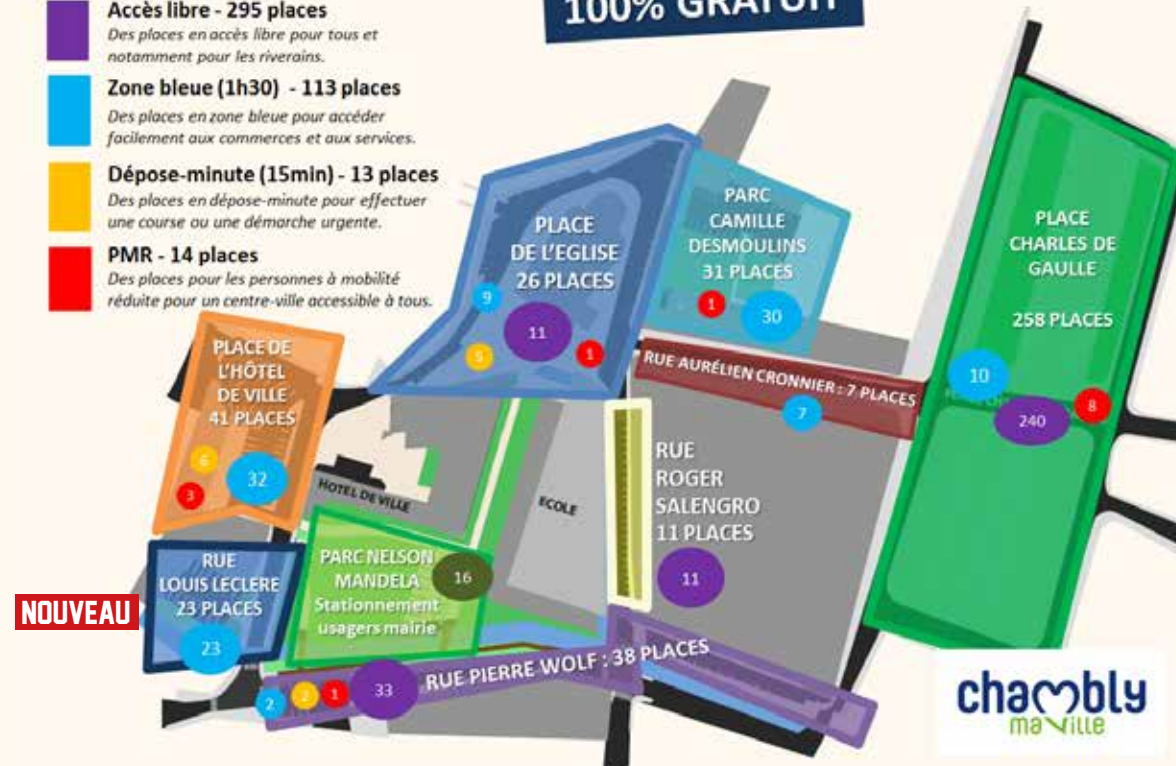 100% GRATUIT
Accès libre - 295 places
Des places en accès libre pour tous et
notamment pour les riverains.
Zone bleue (1h30) - 113 places
Des places en zone bleue pour accéder
facilement aux commerces et aux services.
Dépose-minute (15min) - 13 places
Des places en dépose-minute pour effectuer
une course ou une démarche urgente.
PMR - 14 places
Des places pour les personnes à mobilité
réduite pour un centre-ville accessible à tous.
PLACE
DE L'EGLISE
26 PLACES
9
11
5
1
PARC
CAMILLE
DESMOULINS
31 PLACES
1
30
PLACE
CHARLES DE
GAULLE
258 PLACES
10
240
8
RUE AURÉLIEN CRONNIER : 7 PLACES
7
PLACE DE
L'HÔTEL
DE VILLE
41 PLACES
6
32
3
HOTEL DE VILLE
ECOLE
RUE
ROGER
SALENGRO
11 PLACES
11
NOUVEAU
RUE
LOUIS LECLERE
23 PLACES
23
PARC NELSON
MANDELA
Stationnement
usagers mairie
16
RUE PIERRE WOLF : 38 PLACES
2
2
1
33
chambly
ma ville